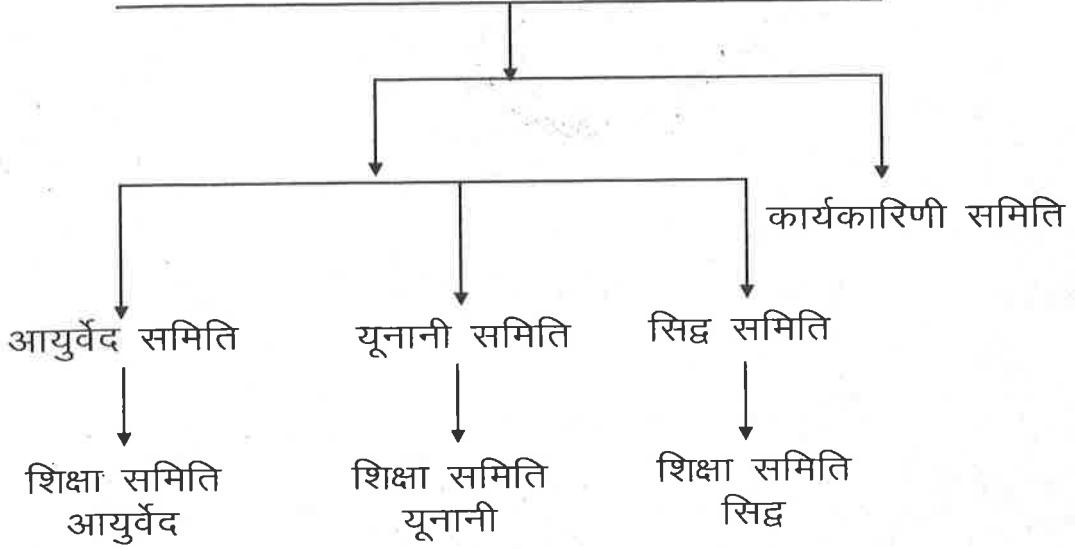 कार्यकारिणी समिति
आयुर्वेद समिति
यूनानी समिति
सिद्व समिति
शिक्षा समिति
आयुर्वेद
शिक्षा समिति
यूनानी
शिक्षा समिति
सिद्व